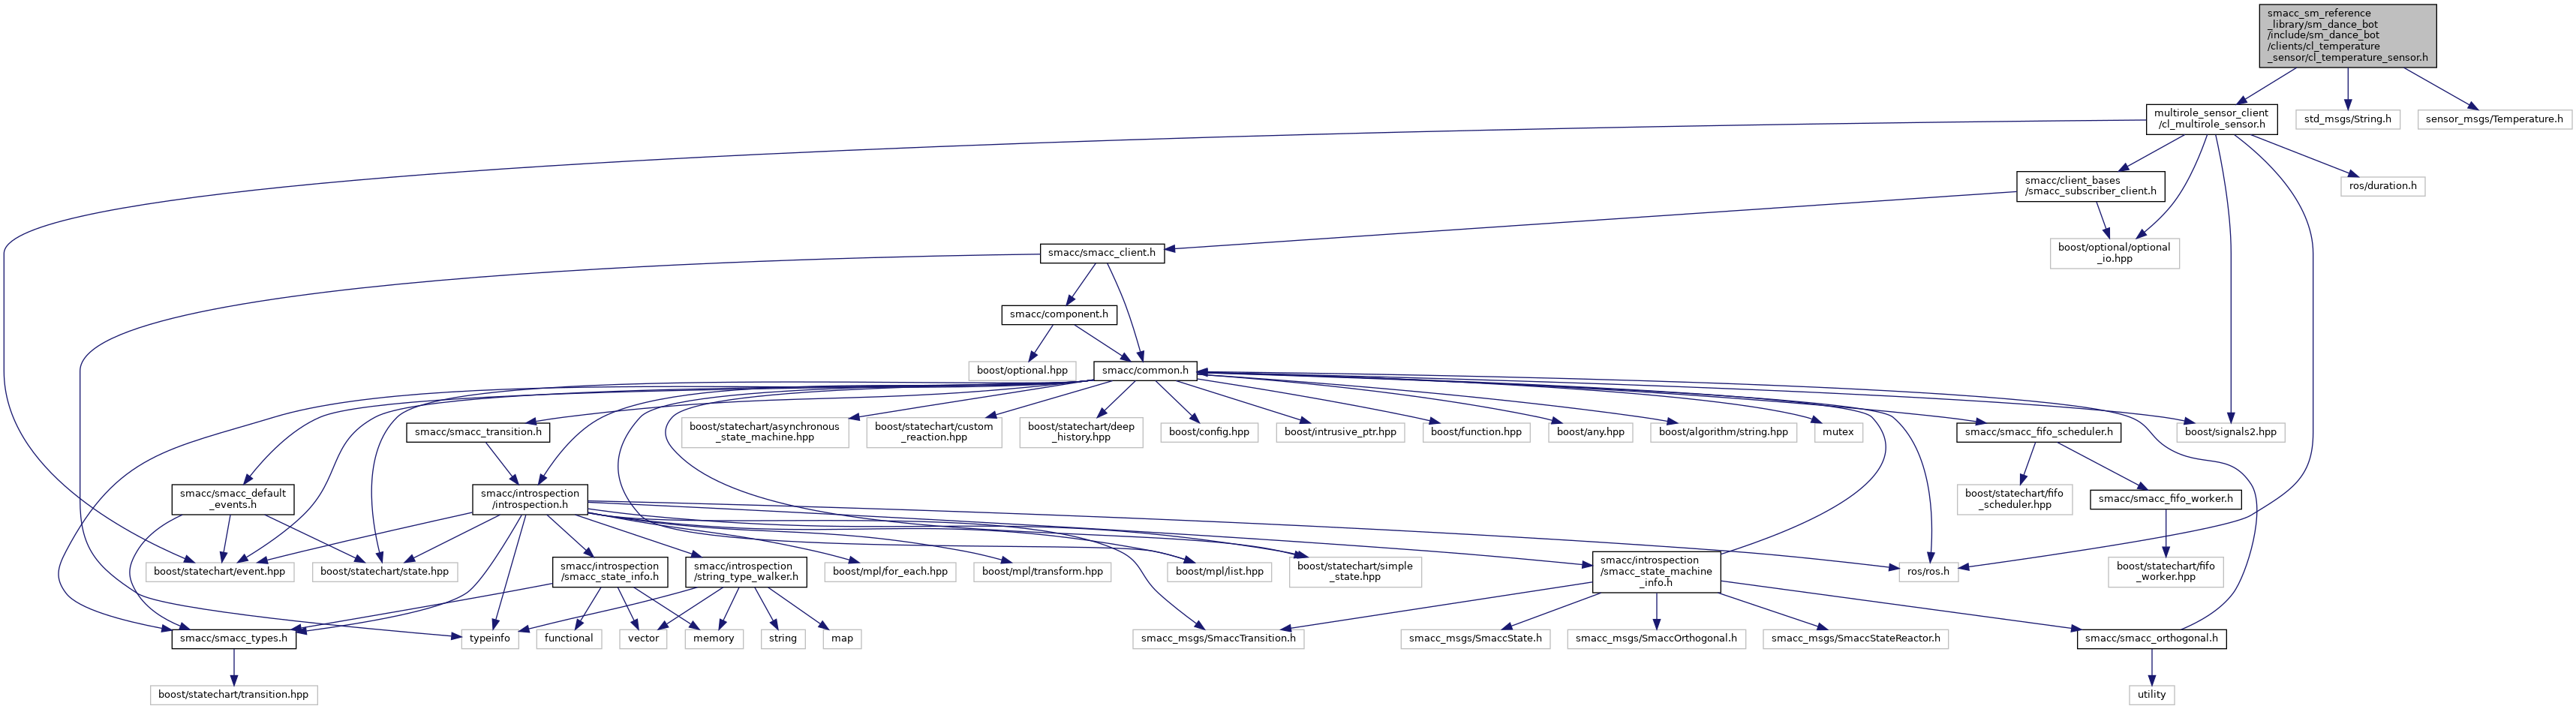 smacc_sm_reference
_library/sm_dance_bot
/include/sm_dance_bot
/clients/cl_temperature
_sensor/cl_temperature_sensor.h
multirole_sensor_client
/cl_multirole_sensor.h
std_msgs/String.h
sensor_msgs/Temperature.h
smacc/client_bases
/smacc_subscriber_client.h
ros/duration.h
smacc/smacc_client.h
boost/optional/optional
_io.hpp
smacc/component.h
boost/optional.hpp
smacc/common.h
smacc/smacc_transition.h
boost/statechart/asynchronous
_state_machine.hpp
boost/statechart/custom
_reaction.hpp
boost/statechart/deep
_history.hpp
boost/config.hpp
boost/intrusive_ptr.hpp
boost/function.hpp
boost/any.hpp
boost/algorithm/string.hpp
mutex
smacc/smacc_fifo_scheduler.h
boost/signals2.hpp
smacc/smacc_default
_events.h
smacc/introspection
/introspection.h
boost/statechart/fifo
_scheduler.hpp
smacc/smacc_fifo_worker.h
boost/statechart/event.hpp
boost/statechart/state.hpp
smacc/introspection
/smacc_state_info.h
smacc/introspection
/string_type_walker.h
boost/mpl/for_each.hpp
boost/mpl/transform.hpp
boost/mpl/list.hpp
boost/statechart/simple
_state.hpp
smacc/introspection
/smacc_state_machine
_info.h
ros/ros.h
boost/statechart/fifo
_worker.hpp
smacc/smacc_types.h
typeinfo
functional
vector
memory
string
map
smacc_msgs/SmaccTransition.h
smacc_msgs/SmaccState.h
smacc_msgs/SmaccOrthogonal.h
smacc_msgs/SmaccStateReactor.h
smacc/smacc_orthogonal.h
boost/statechart/transition.hpp
utility